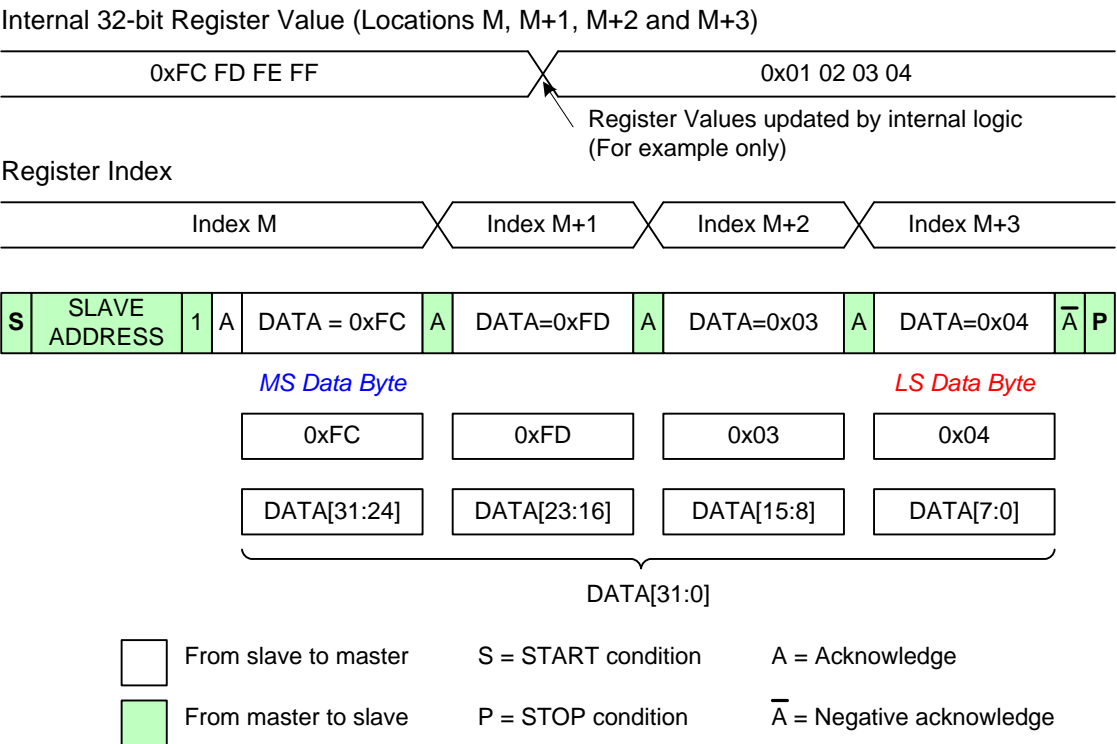 Internal 32-bit Register Value (Locations M, M+1, M+2 and M+3)
0xFC FD FE FF
0x01 02 03 04
Register Values updated by internal logic
(For example only)
Register Index
Index M
Index M+1
Index M+2
Index M+3
S
SLAVE
ADDRESS
1
A
DATA = 0xFC
A
DATA=0xFD
A
DATA=0x03
A
DATA=0x04
A̅
P
MS Data Byte
LS Data Byte
0xFC
0xFD
0x03
0x04
DATA[31:24]
DATA[23:16]
DATA[15:8]
DATA[7:0]
DATA[31:0]
From slave to master
S = START condition
A = Acknowledge
From master to slave
P = STOP condition
A̅ = Negative acknowledge